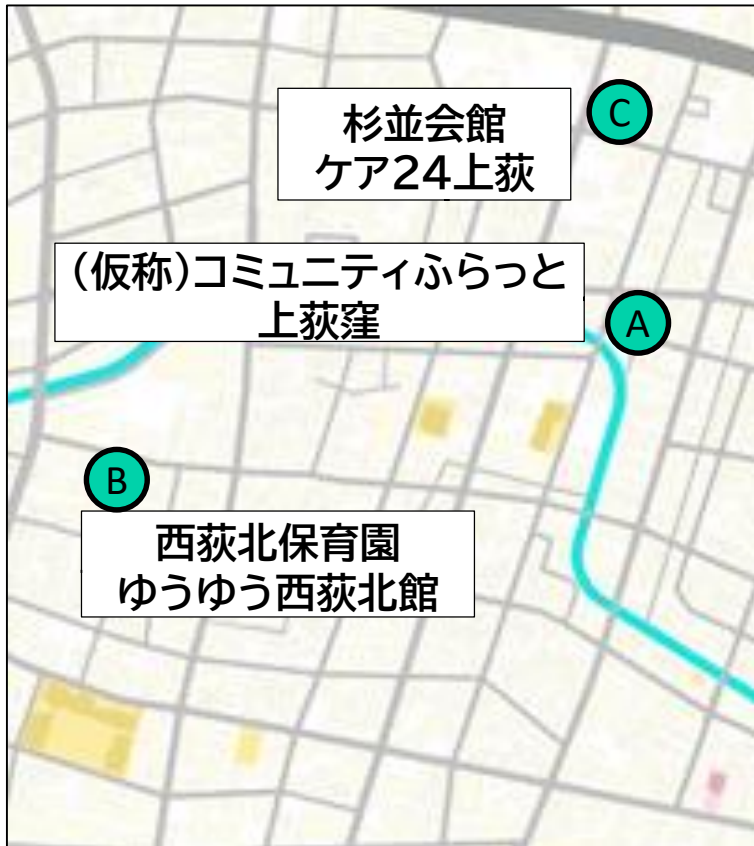 杉並会館
ケア24上荻
C
(仮称)コミュニティふらっと
上荻窪
A
B
西荻北保育園
ゆうゆう西荻北館